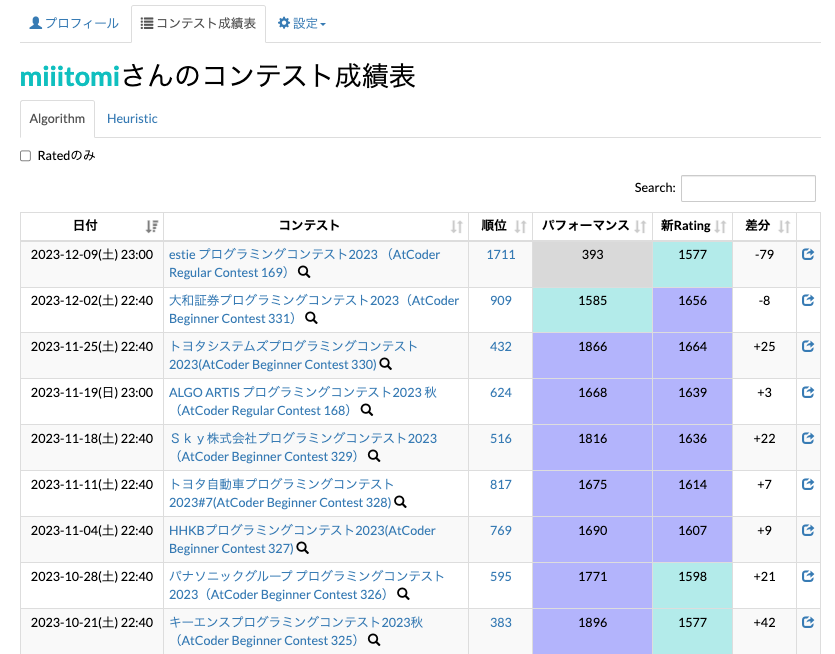 プロフィール コンテスト成績表 設定
miiitomiさんのコンテスト成績表
Algorithm Heuristic
Ratedのみ
Search:
日付 コンテスト 順位 パフォーマンス 新Rating 差分
2023-12-09(土) 23:00 estie プログラミングコンテスト2023 （AtCoder 1711 393 1577 -79
Regular Contest 169）
2023-12-02(土) 22:40 大和証券プログラミングコンテスト2023（AtCoder 909 1585 1656 -8
Beginner Contest 331）
2023-11-25(土) 22:40 トヨタシステムズプログラミングコンテスト 432 1866 1664 +25
2023(AtCoder Beginner Contest 330)
2023-11-19(日) 23:00 ALGO ARTIS プログラミングコンテスト2023 秋 624 1668 1639 +3
（AtCoder Regular Contest 168）
2023-11-18(土) 22:40 Ｓｋｙ株式会社プログラミングコンテスト2023 516 1816 1636 +22
（AtCoder Beginner Contest 329）
2023-11-11(土) 22:40 トヨタ自動車プログラミングコンテスト 817 1675 1614 +7
2023#7(AtCoder Beginner Contest 328)
2023-11-04(土) 22:40 HHKBプログラミングコンテスト2023(AtCoder 769 1690 1607 +9
Beginner Contest 327)
2023-10-28(土) 22:40 パナソニックグループ プログラミングコンテスト 595 1771 1598 +21
2023（AtCoder Beginner Contest 326）
2023-10-21(土) 22:40 キーエンスプログラミングコンテスト2023秋 383 1896 1577 +42
（AtCoder Beginner Contest 325）